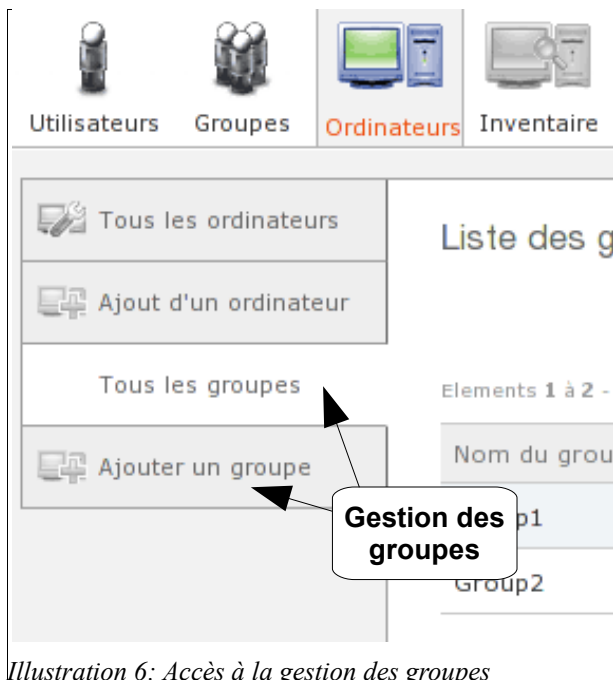 Utilisateurs Groupes Ordinateurs Inventaire
Tous les ordinateurs
Ajout d'un ordinateur
Tous les groupes
Ajouter un groupe
Liste des g
Elements 1 à 2 -
Nom du grou
p1
Group2
Gestion des
groupes
Illustration 6: Accès à la gestion des groupes